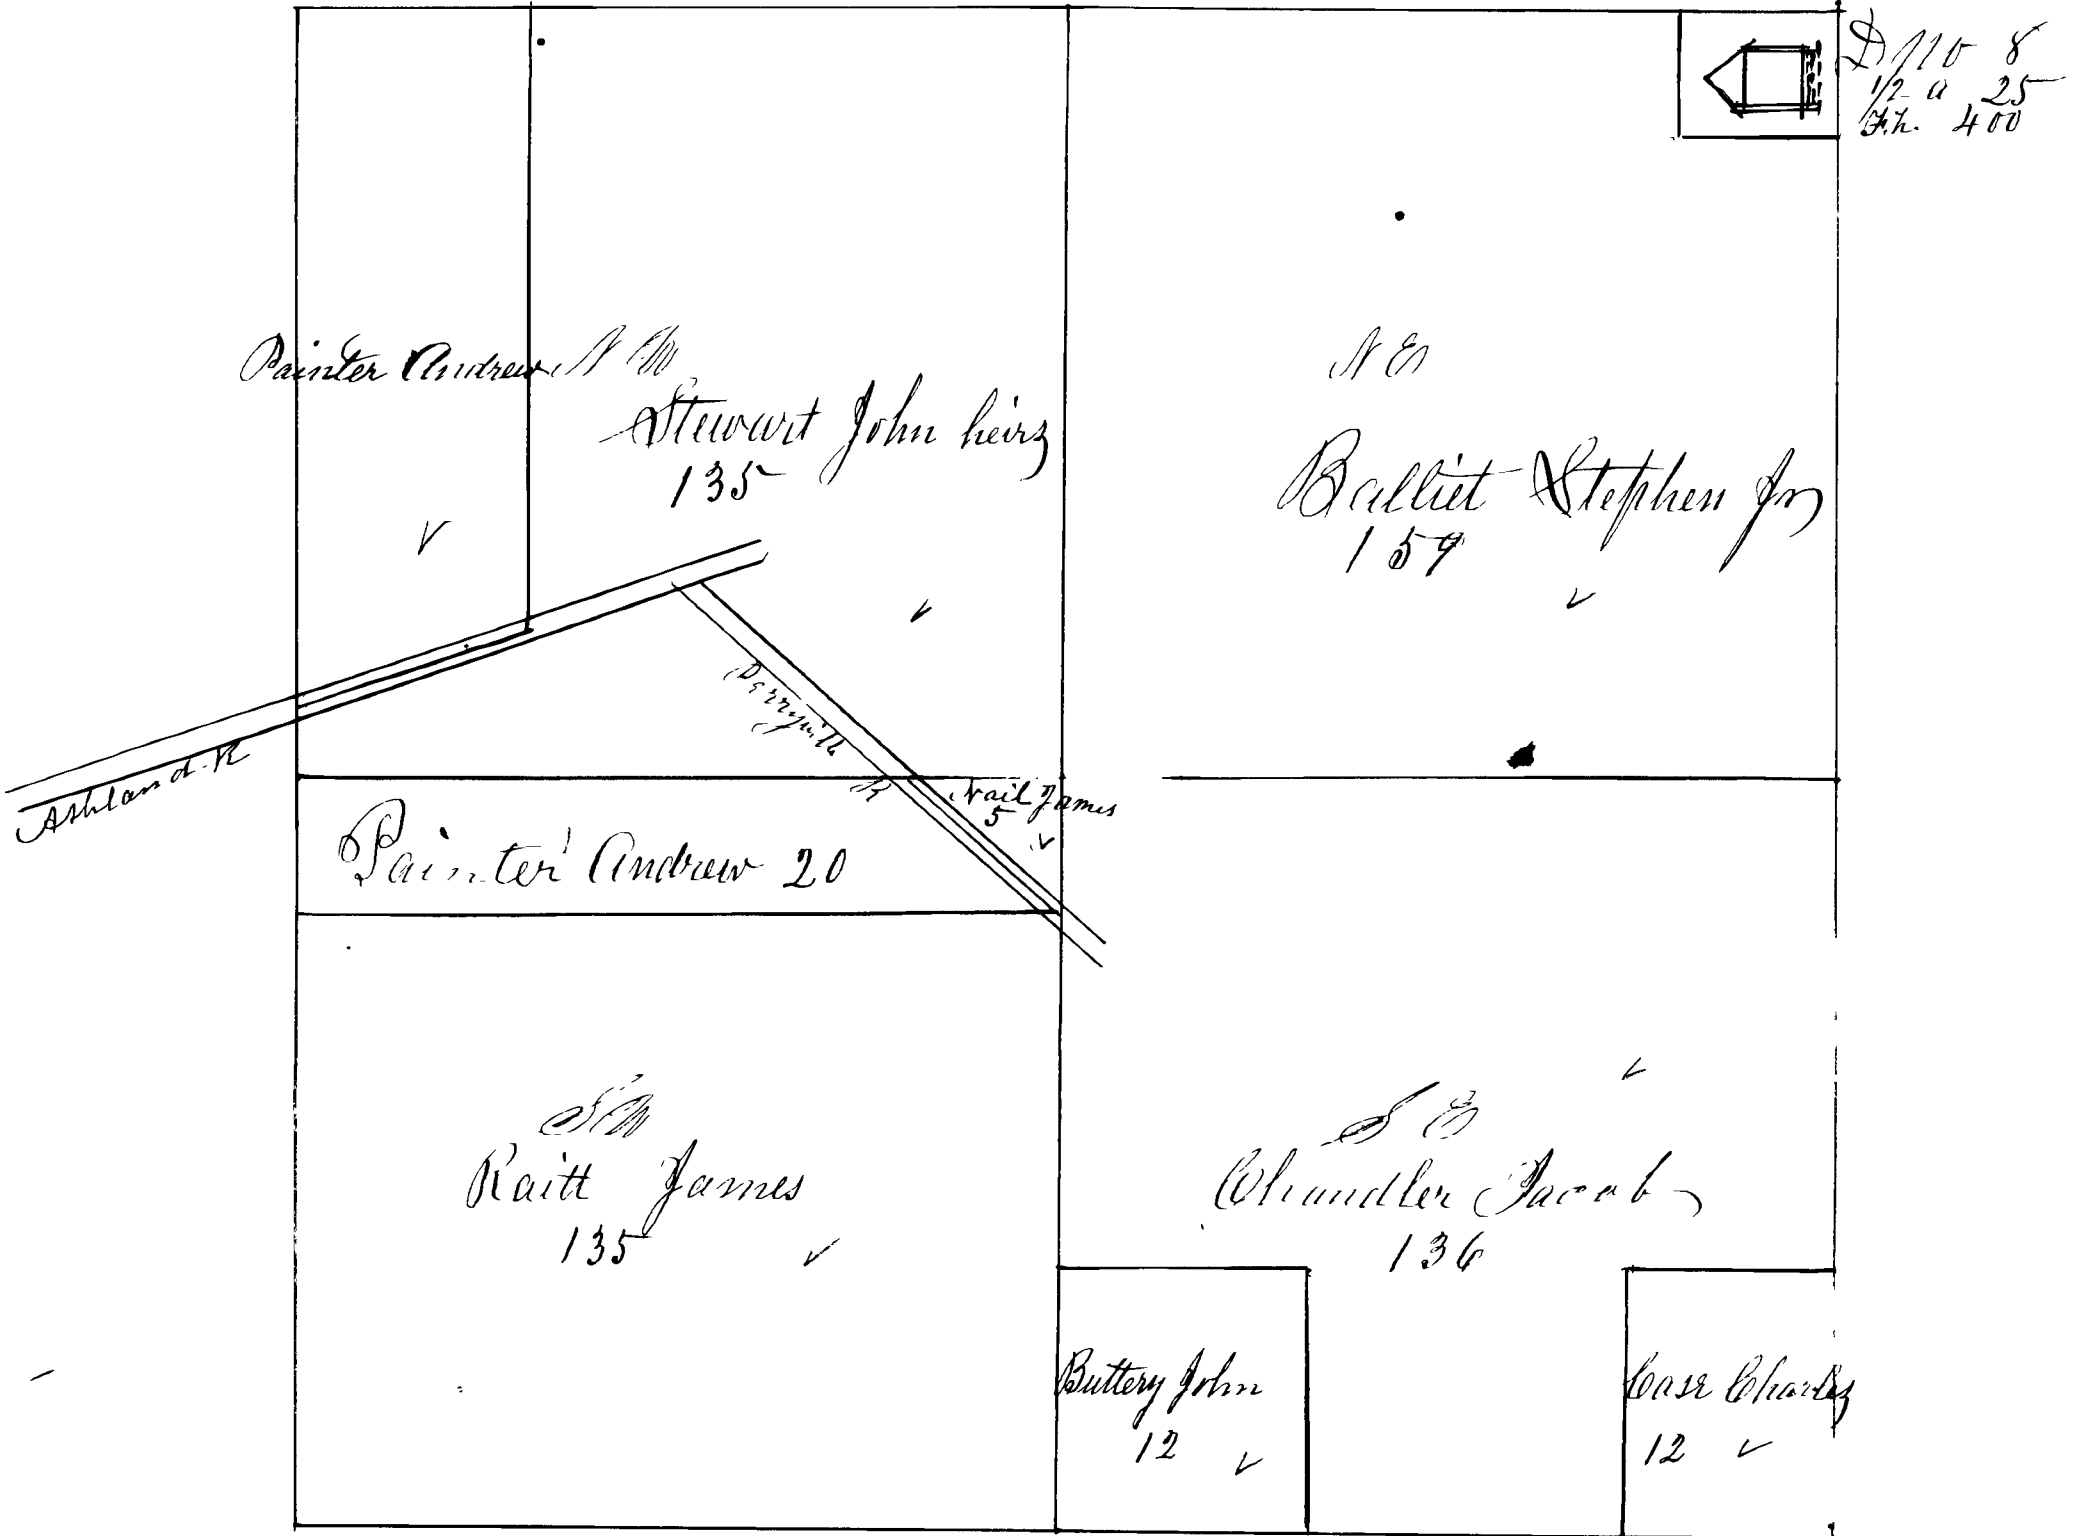 D No 8
1/2 a 25
F.h. 400
N W
Painter Andrew
Stewart John heirs
135
N E
Balliet Stephen Jr
159
Ashland R
Perrysville R
Nail James
5
Painter Andrew 20
S W
Raitt James
135
S E
Chandler Jacob
136
Buttery John
12
Case Charles
12